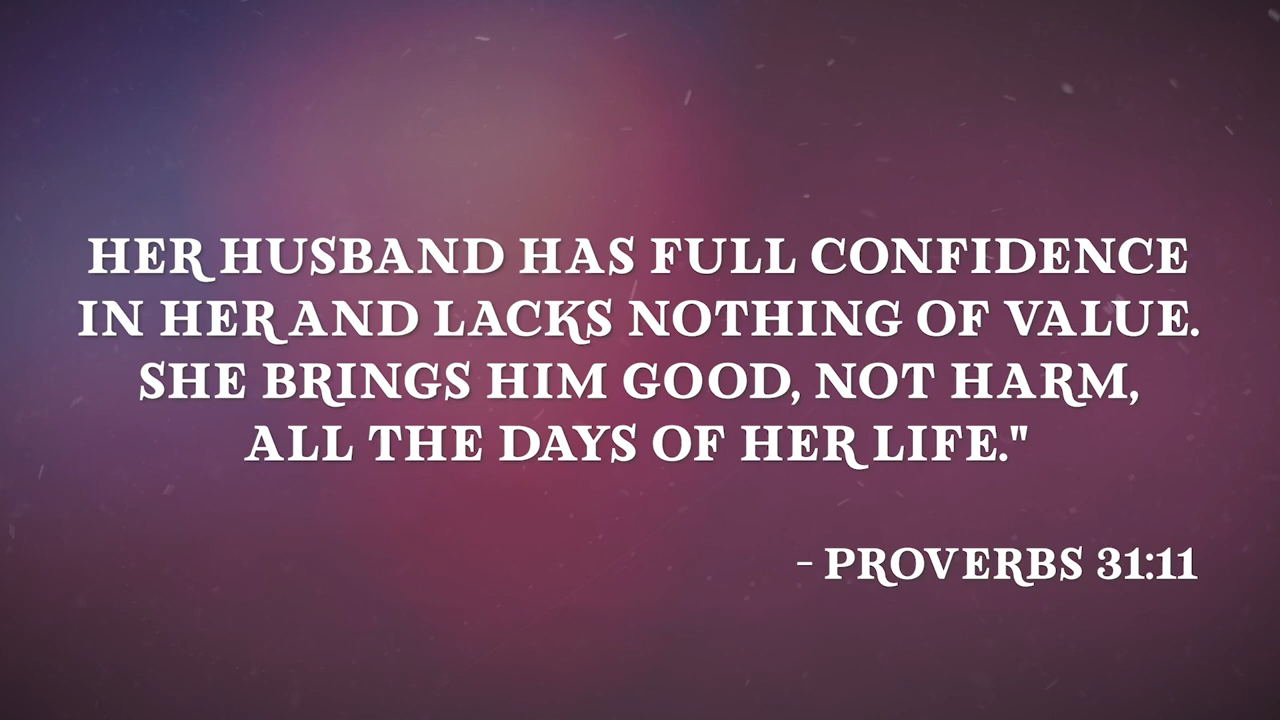 HER HUSBAND HAS FULL CONFIDENCE
IN HER AND LACKS NOTHING OF VALUE.
SHE BRINGS HIM GOOD, NOT HARM,
ALL THE DAYS OF HER LIFE."
- PROVERBS 31:11